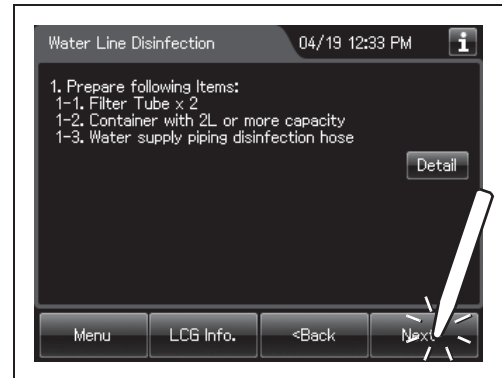 Water Line Disinfection 04/19 12:33 PM i
1. Prepare following Items:
1-1. Filter Tube x 2
1-2. Container with 2L or more capacity
1-3. Water supply piping disinfection hose
Detail
Menu LCG Info. <Back Next